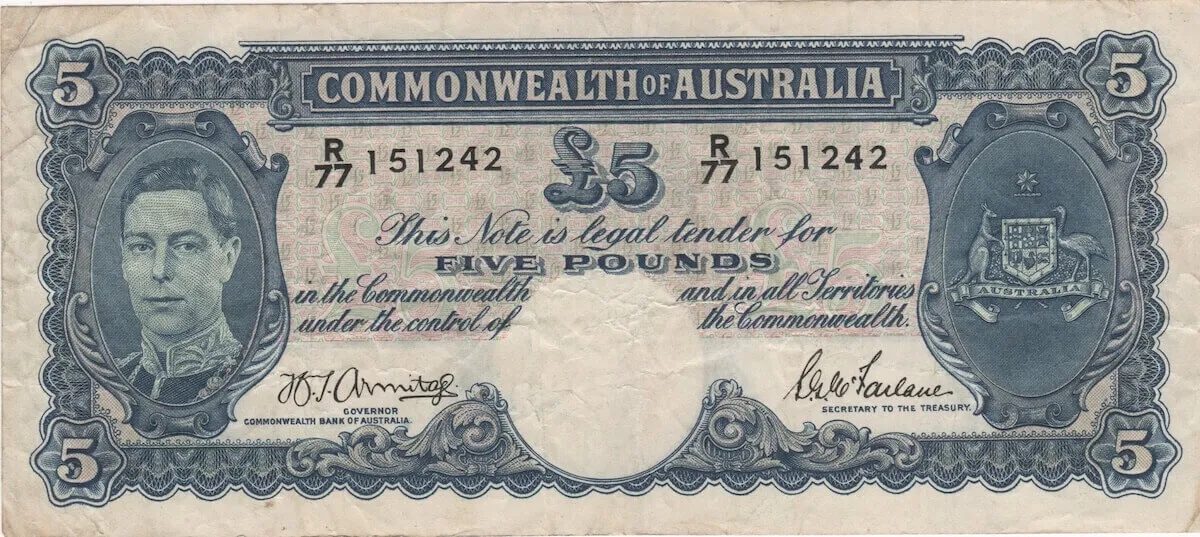 5 COMMONWEALTH OF AUSTRALIA 5
R/77 151242 £5 R/77 151242
This Note is legal tender for
FIVE POUNDS
in the Commonwealth and in all Territories
under the control of the Commonwealth.
AUSTRALIA
H.T. Armitage. S.G. McFarlane
GOVERNOR
COMMONWEALTH BANK OF AUSTRALIA.
SECRETARY TO THE TREASURY.
5 5